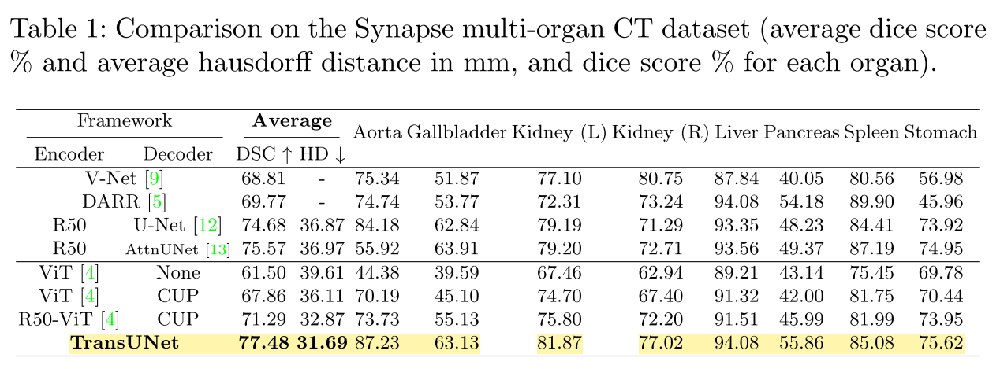 Table 1: Comparison on the Synapse multi-organ CT dataset (average dice score
% and average hausdorff distance in mm, and dice score % for each organ).
Framework Average Aorta Gallbladder Kidney (L) Kidney (R) Liver Pancreas Spleen Stomach
Encoder Decoder DSC ↑ HD ↓
V-Net [9] 68.81 - 75.34 51.87 77.10 80.75 87.84 40.05 80.56 56.98
DARR [5] 69.77 - 74.74 53.77 72.31 73.24 94.08 54.18 89.90 45.96
R50 U-Net [12] 74.68 36.87 84.18 62.84 79.19 71.29 93.35 48.23 84.41 73.92
R50 AttnUNet [13] 75.57 36.97 55.92 63.91 79.20 72.71 93.56 49.37 87.19 74.95
ViT [4] None 61.50 39.61 44.38 39.59 67.46 62.94 89.21 43.14 75.45 69.78
ViT [4] CUP 67.86 36.11 70.19 45.10 74.70 67.40 91.32 42.00 81.75 70.44
R50-ViT [4] CUP 71.29 32.87 73.73 55.13 75.80 72.20 91.51 45.99 81.99 73.95
TransUNet 77.48 31.69 87.23 63.13 81.87 77.02 94.08 55.86 85.08 75.62